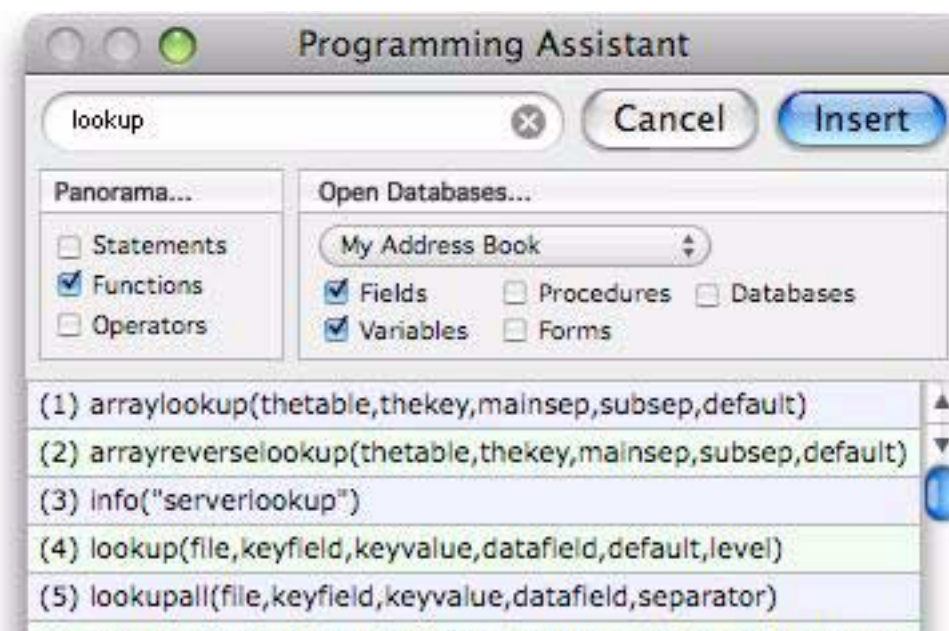 Programming Assistant
lookup
Cancel
Insert
Panorama...
Open Databases...
Statements
My Address Book
Functions
Fields
Procedures
Databases
Operators
Variables
Forms
(1) arraylookup(thetable,thekey,mainsep,subsep,default)
(2) arrayreverselookup(thetable,thekey,mainsep,subsep,default)
(3) info("serverlookup")
(4) lookup(file,keyfield,keyvalue,datafield,default,level)
(5) lookupall(file,keyfield,keyvalue,datafield,separator)